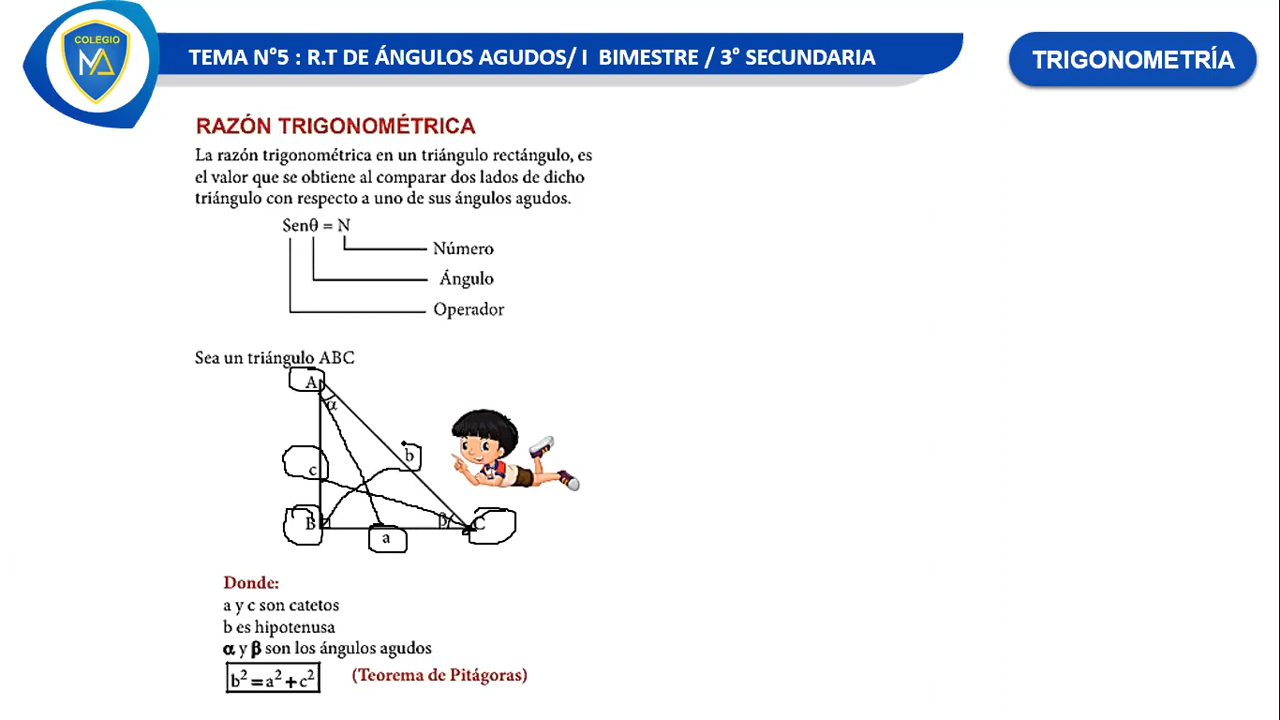 COLEGIO
MA
TEMA N°5 : R.T DE ÁNGULOS AGUDOS/ I BIMESTRE / 3° SECUNDARIA
TRIGONOMETRÍA
RAZÓN TRIGONOMÉTRICA
La razón trigonométrica en un triángulo rectángulo, es
el valor que se obtiene al comparar dos lados de dicho
triángulo con respecto a uno de sus ángulos agudos.
Senθ = N
Número
Ángulo
Operador
Sea un triángulo ABC
A
α
b
c
B
β
C
a
Donde:
a y c son catetos
b es hipotenusa
α y β son los ángulos agudos
b² = a² + c² (Teorema de Pitágoras)